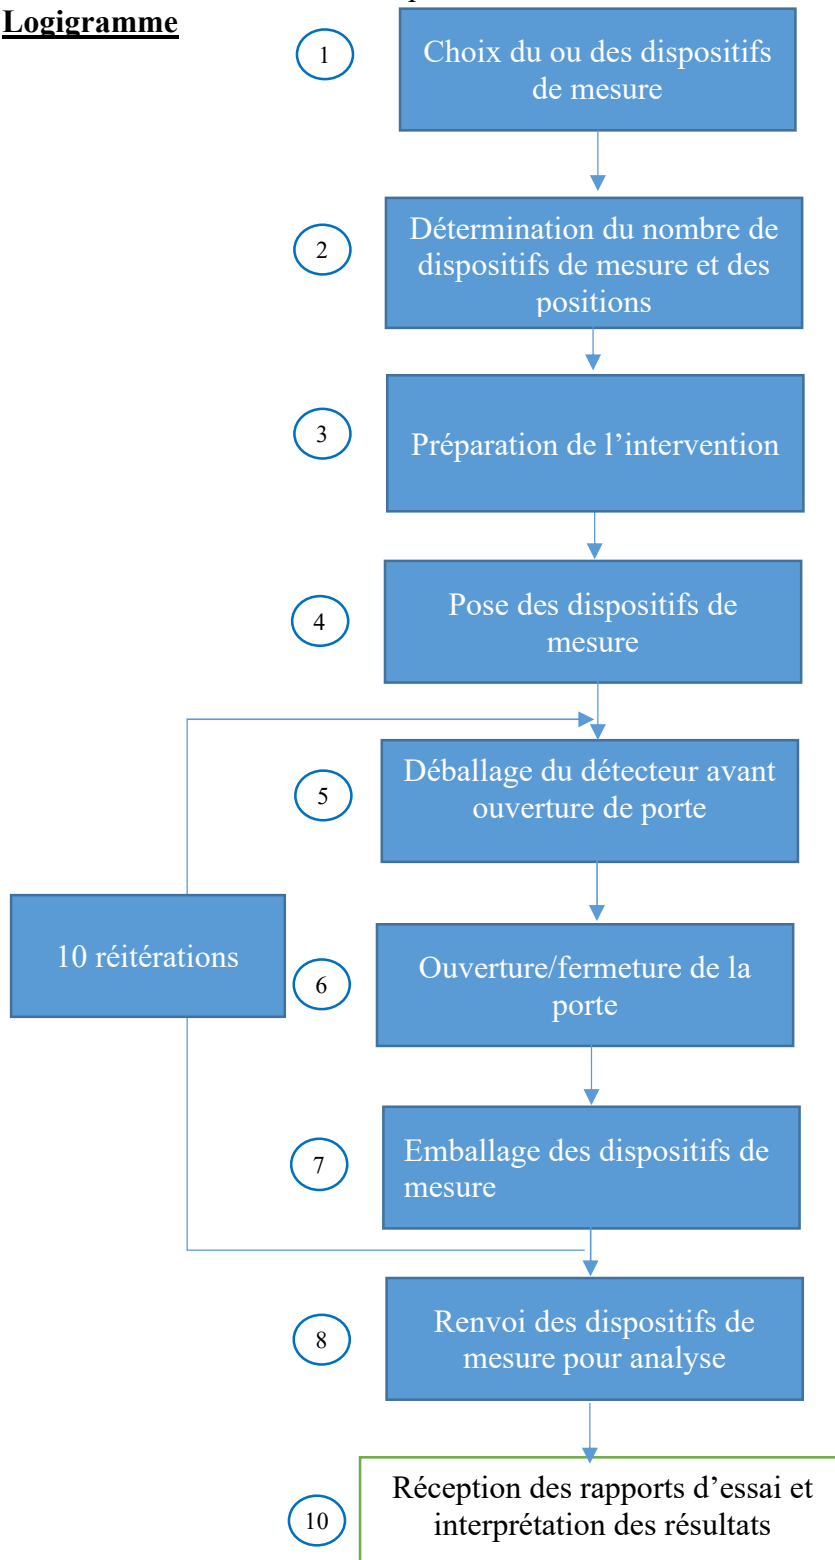 Logigramme
1
Choix du ou des dispositifs
de mesure
2
Détermination du nombre de
dispositifs de mesure et des
positions
3
Préparation de l’intervention
4
Pose des dispositifs de
mesure
5
Déballage du détecteur avant
ouverture de porte
10 réitérations
6
Ouverture/fermeture de la
porte
7
Emballage des dispositifs de
mesure
8
Renvoi des dispositifs de
mesure pour analyse
10
Réception des rapports d’essai et
interprétation des résultats